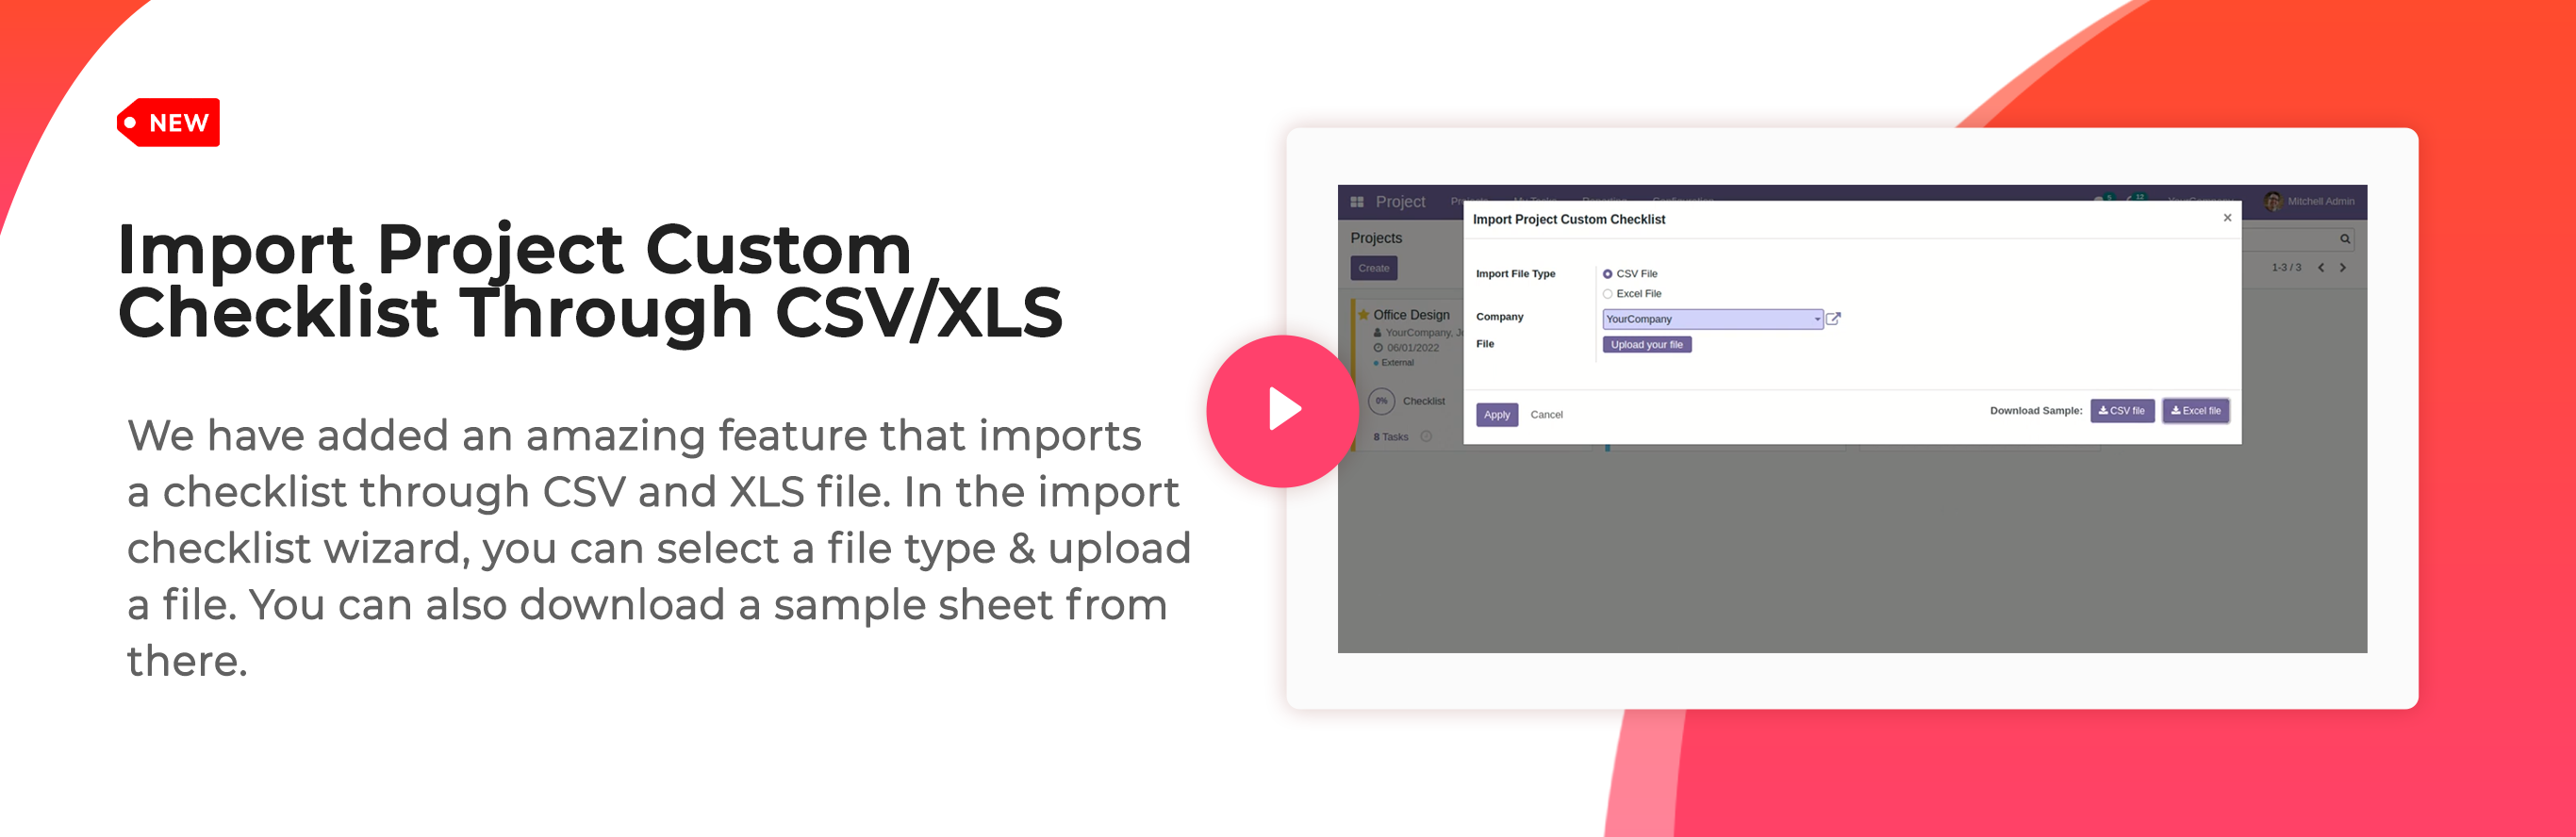 NEW
Import Project Custom
Checklist Through CSV/XLS
We have added an amazing feature that imports
a checklist through CSV and XLS file. In the import
checklist wizard, you can select a file type & upload
a file. You can also download a sample sheet from
there.
Project
Mitchell Admin
Projects
Create
1-3 / 3
Office Design
YourCompany,
06/01/2022
External
0% Checklist
8 Tasks
Import Project Custom Checklist ×
Import File Type CSV File
Excel File
Company YourCompany
File Upload your file
Apply Cancel
Download Sample: CSV file Excel file